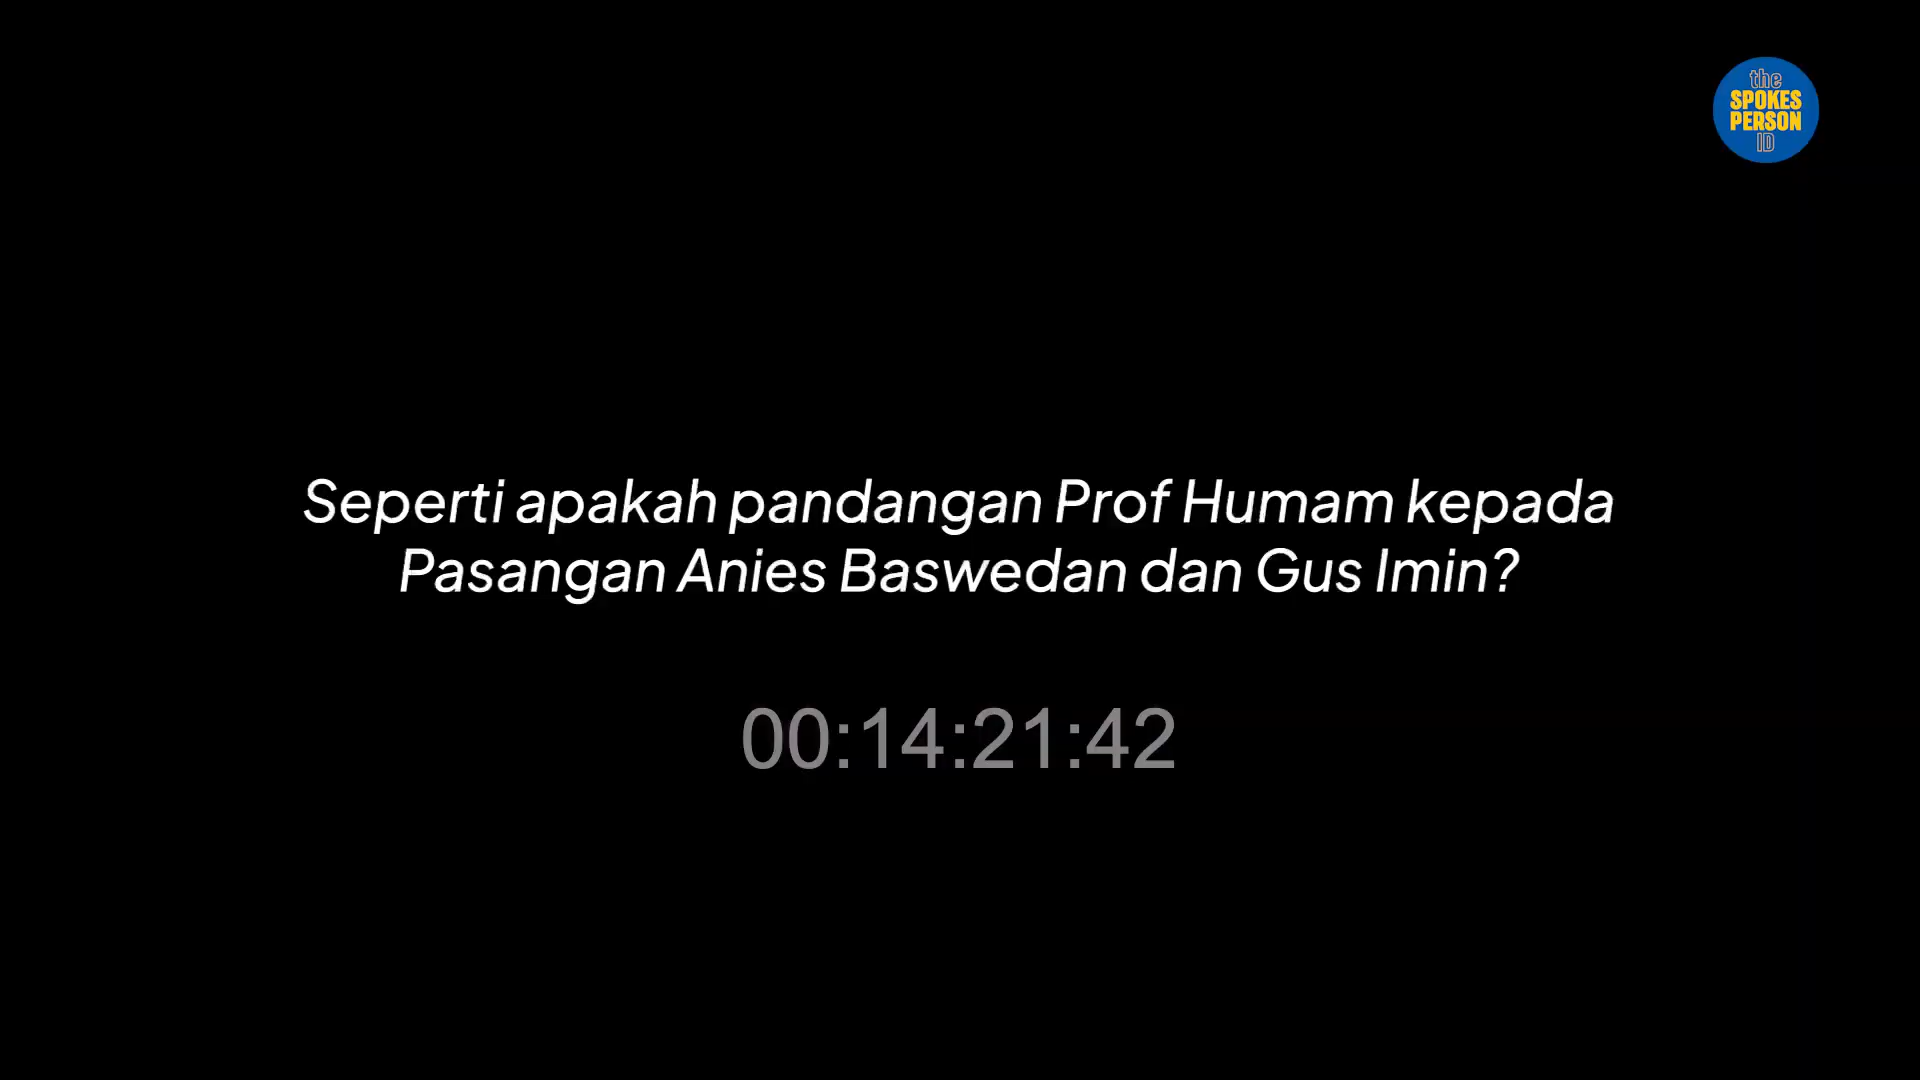 the
SPOKES
PERSON
ID
Seperti apakah pandangan Prof Humam kepada
Pasangan Anies Baswedan dan Gus Imin?
00:14:21:42